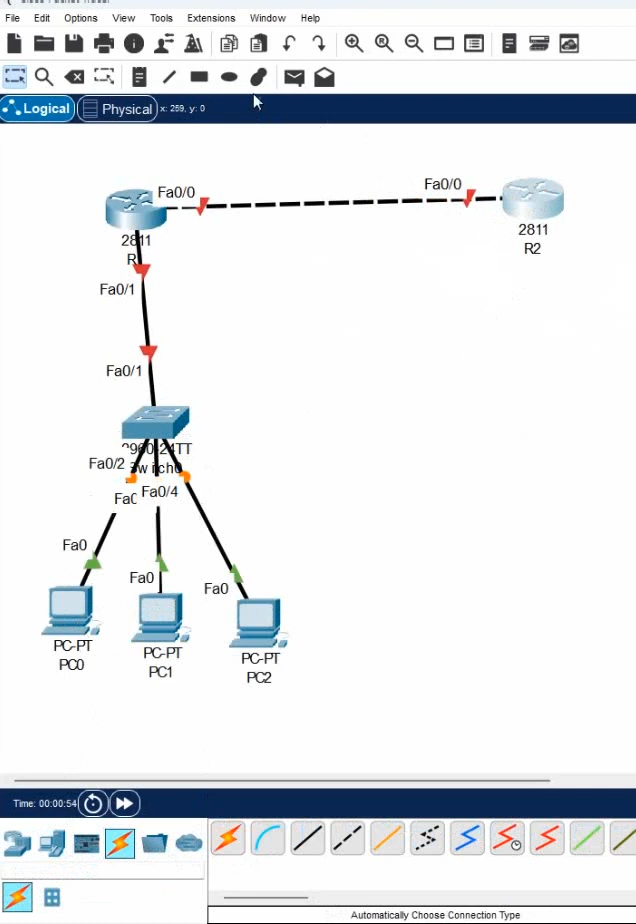 File Edit Options View Tools Extensions Window Help
Logical Physical x: 259, y: 0
Fa0/0 Fa0/0
2811
R2
2811
Fa0/1
Fa0/1
Fa0/2
Fa0/4
Fa0
Fa0
Fa0
PC-PT
PC0
PC-PT
PC1
PC-PT
PC2
Time: 00:00:54
Automatically Choose Connection Type